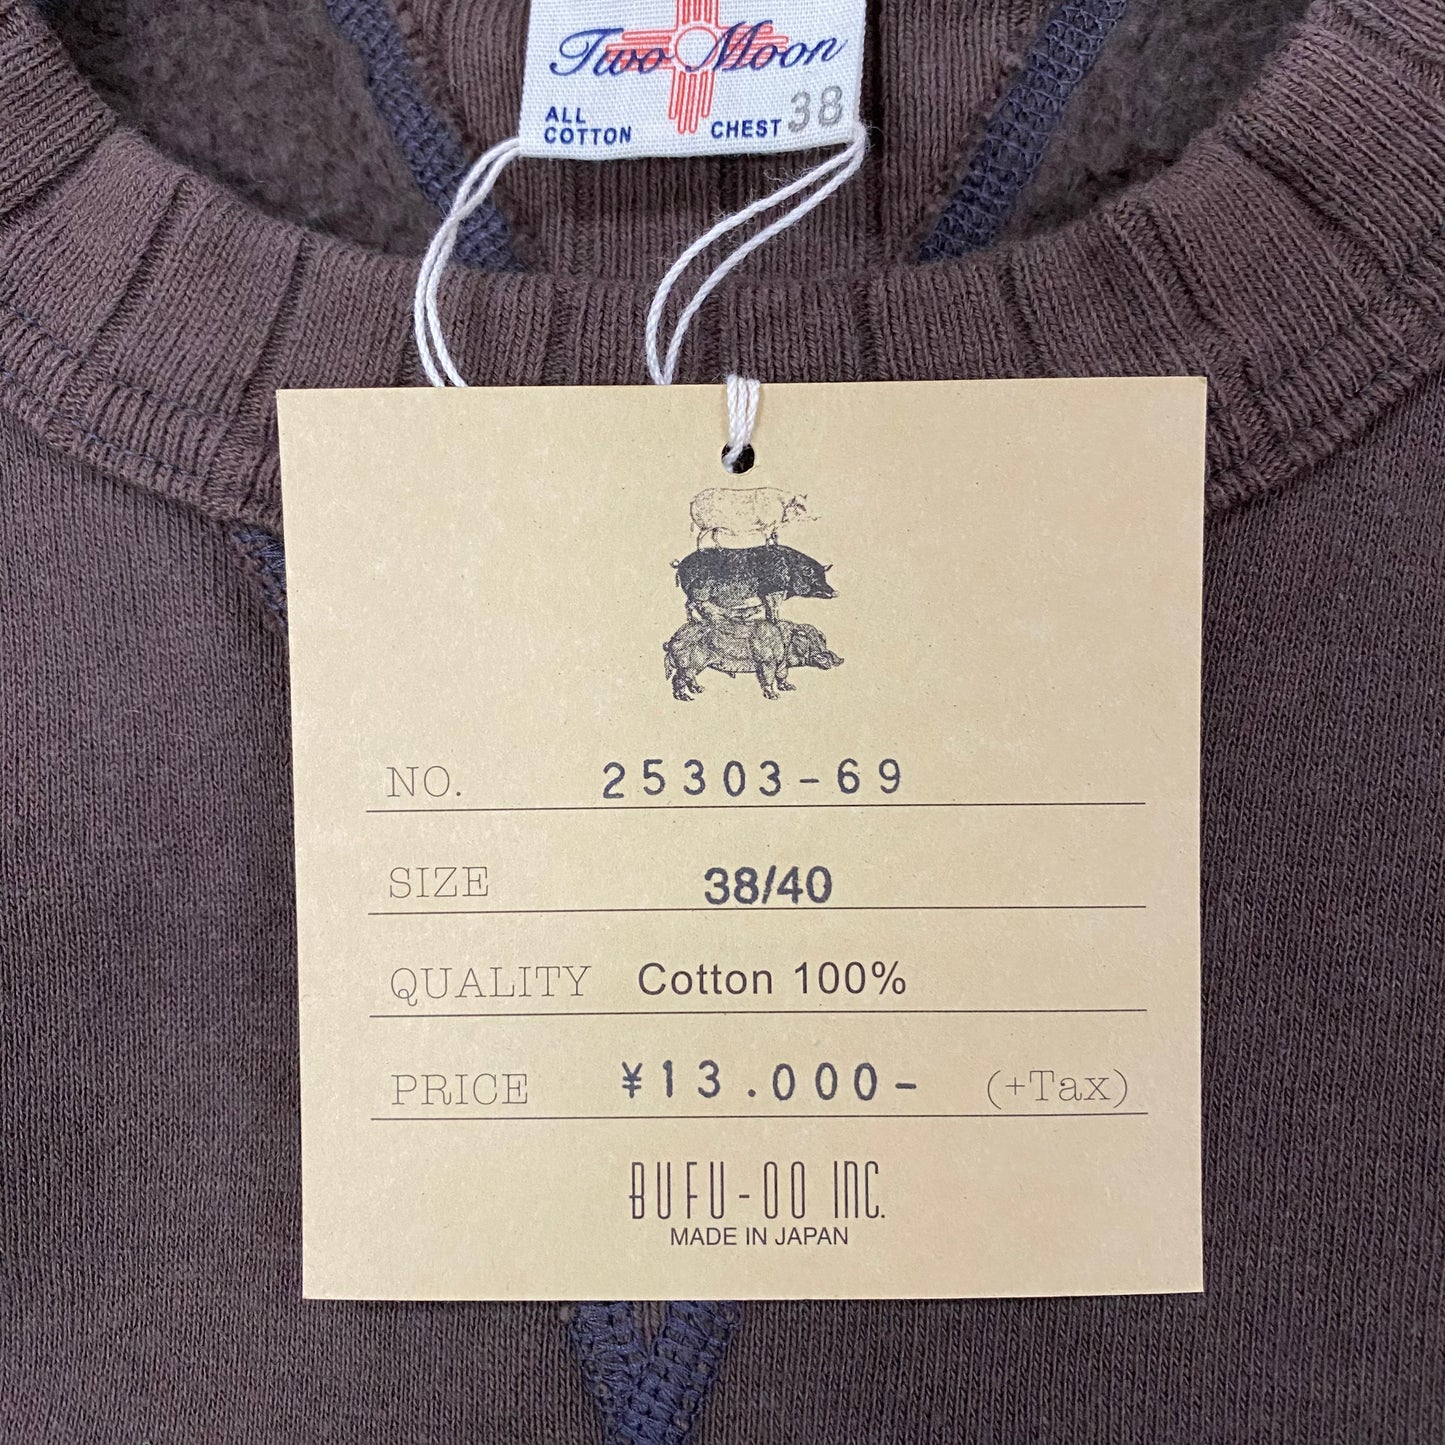 Two Moon
ALL
COTTON
CHEST 38
NO. 25303-69
SIZE 38/40
QUALITY Cotton 100%
PRICE ¥13.000- (+Tax)
BUFU-OO INC.
MADE IN JAPAN